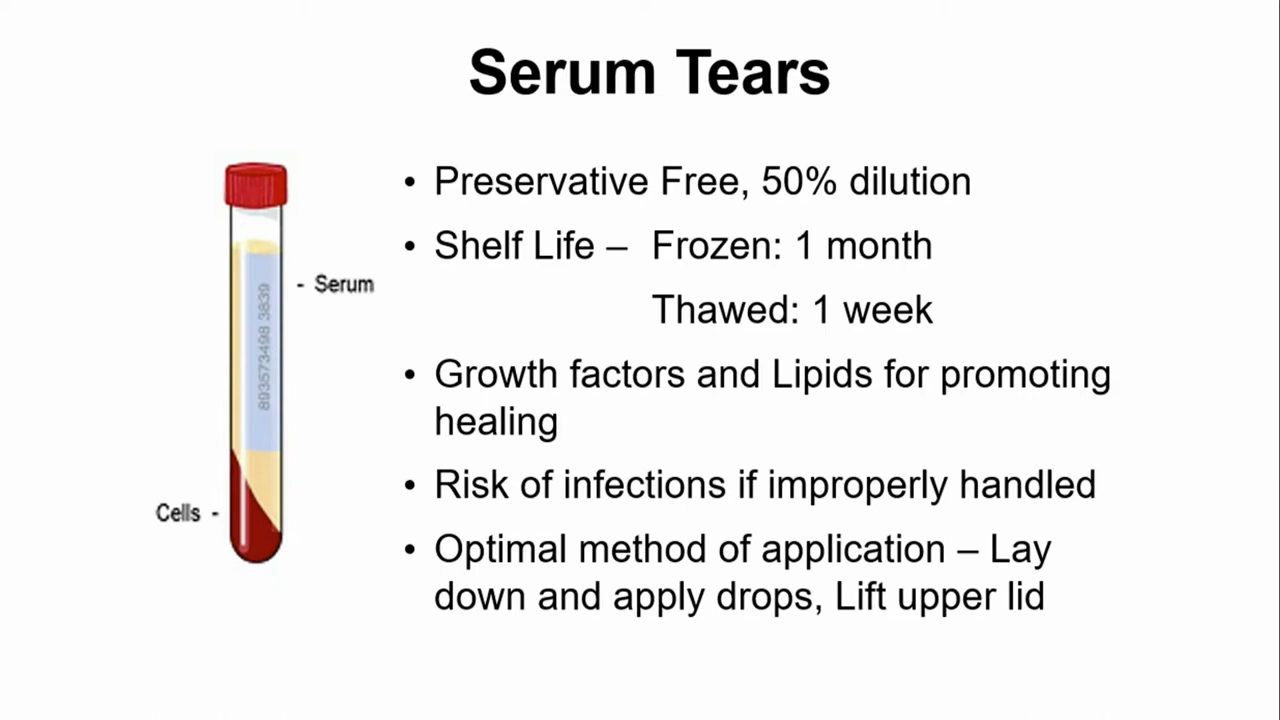 Serum Tears
• Preservative Free, 50% dilution
• Shelf Life – Frozen: 1 month
Thawed: 1 week
• Growth factors and Lipids for promoting
healing
• Risk of infections if improperly handled
• Optimal method of application – Lay
down and apply drops, Lift upper lid
- Serum
893573498 3839
Cells -